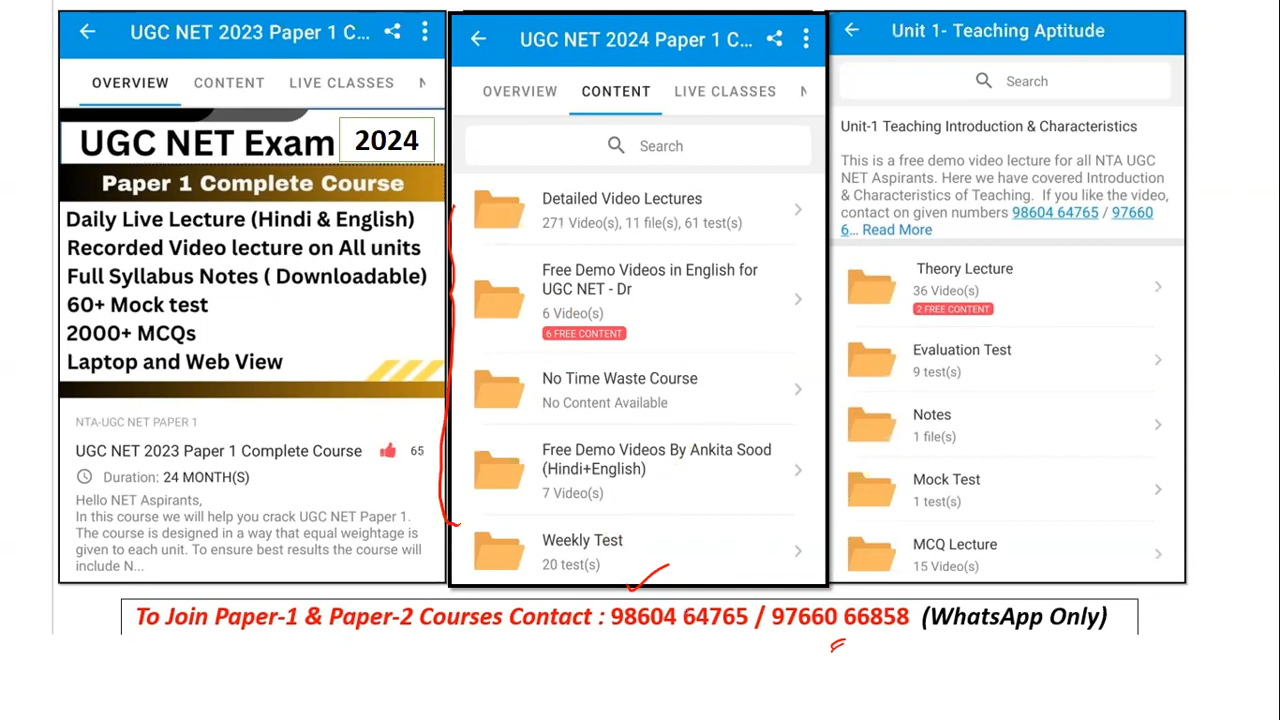 UGC NET 2023 Paper 1 C...
OVERVIEW CONTENT LIVE CLASSES N
UGC NET Exam 2024
Paper 1 Complete Course
Daily Live Lecture (Hindi & English)
Recorded Video lecture on All units
Full Syllabus Notes ( Downloadable)
60+ Mock test
2000+ MCQs
Laptop and Web View
NTA-UGC NET PAPER 1
UGC NET 2023 Paper 1 Complete Course 65
Duration: 24 MONTH(S)
Hello NET Aspirants,
In this course we will help you crack UGC NET Paper 1.
The course is designed in a way that equal weightage is
given to each unit. To ensure best results the course will
include N...
UGC NET 2024 Paper 1 C...
OVERVIEW CONTENT LIVE CLASSES N
Search
Detailed Video Lectures
271 Video(s), 11 file(s), 61 test(s)
Free Demo Videos in English for
UGC NET - Dr
6 Video(s)
6 FREE CONTENT
No Time Waste Course
No Content Available
Free Demo Videos By Ankita Sood
(Hindi+English)
7 Video(s)
Weekly Test
20 test(s)
Unit 1- Teaching Aptitude
Search
Unit-1 Teaching Introduction & Characteristics
This is a free demo video lecture for all NTA UGC
NET Aspirants. Here we have covered Introduction
& Characteristics of Teaching. If you like the video,
contact on given numbers 98604 64765 / 97660
6... Read More
Theory Lecture
36 Video(s)
2 FREE CONTENT
Evaluation Test
9 test(s)
Notes
1 file(s)
Mock Test
1 test(s)
MCQ Lecture
15 Video(s)
To Join Paper-1 & Paper-2 Courses Contact : 98604 64765 / 97660 66858 (WhatsApp Only)